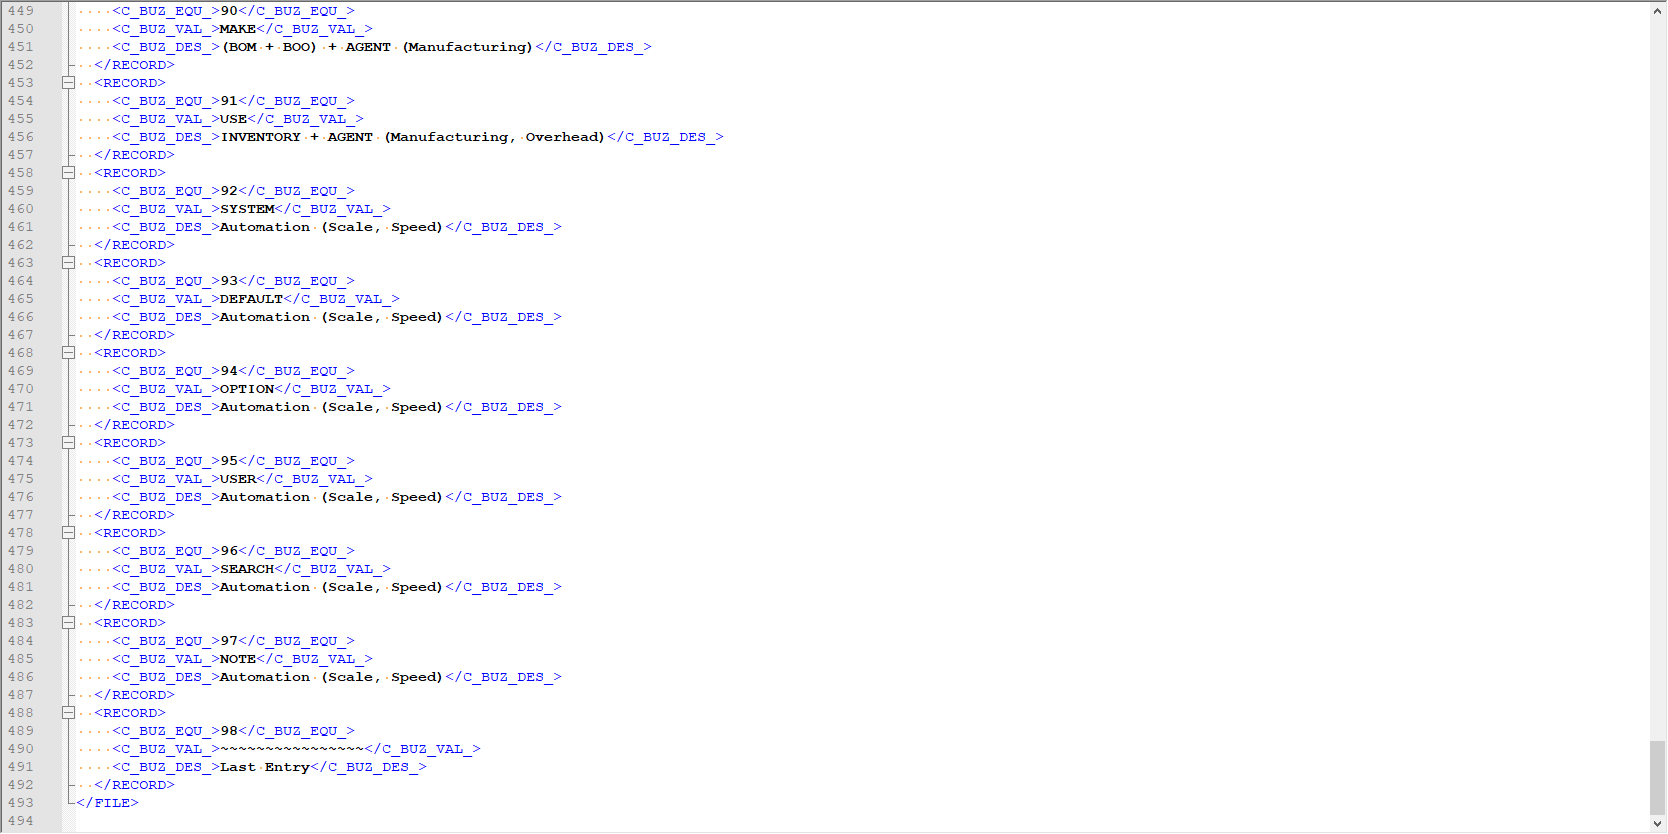 449 <C_BUZ_EQU_>90</C_BUZ_EQU_>
450 <C_BUZ_VAL_>MAKE</C_BUZ_VAL_>
451 <C_BUZ_DES_>(BOM + BOO) + AGENT (Manufacturing)</C_BUZ_DES_>
452 </RECORD>
453 <RECORD>
454 <C_BUZ_EQU_>91</C_BUZ_EQU_>
455 <C_BUZ_VAL_>USE</C_BUZ_VAL_>
456 <C_BUZ_DES_>INVENTORY + AGENT (Manufacturing, Overhead)</C_BUZ_DES_>
457 </RECORD>
458 <RECORD>
459 <C_BUZ_EQU_>92</C_BUZ_EQU_>
460 <C_BUZ_VAL_>SYSTEM</C_BUZ_VAL_>
461 <C_BUZ_DES_>Automation (Scale, Speed)</C_BUZ_DES_>
462 </RECORD>
463 <RECORD>
464 <C_BUZ_EQU_>93</C_BUZ_EQU_>
465 <C_BUZ_VAL_>DEFAULT</C_BUZ_VAL_>
466 <C_BUZ_DES_>Automation (Scale, Speed)</C_BUZ_DES_>
467 </RECORD>
468 <RECORD>
469 <C_BUZ_EQU_>94</C_BUZ_EQU_>
470 <C_BUZ_VAL_>OPTION</C_BUZ_VAL_>
471 <C_BUZ_DES_>Automation (Scale, Speed)</C_BUZ_DES_>
472 </RECORD>
473 <RECORD>
474 <C_BUZ_EQU_>95</C_BUZ_EQU_>
475 <C_BUZ_VAL_>USER</C_BUZ_VAL_>
476 <C_BUZ_DES_>Automation (Scale, Speed)</C_BUZ_DES_>
477 </RECORD>
478 <RECORD>
479 <C_BUZ_EQU_>96</C_BUZ_EQU_>
480 <C_BUZ_VAL_>SEARCH</C_BUZ_VAL_>
481 <C_BUZ_DES_>Automation (Scale, Speed)</C_BUZ_DES_>
482 </RECORD>
483 <RECORD>
484 <C_BUZ_EQU_>97</C_BUZ_EQU_>
485 <C_BUZ_VAL_>NOTE</C_BUZ_VAL_>
486 <C_BUZ_DES_>Automation (Scale, Speed)</C_BUZ_DES_>
487 </RECORD>
488 <RECORD>
489 <C_BUZ_EQU_>98</C_BUZ_EQU_>
490 <C_BUZ_VAL_>~~~~~~~~~~~~~~~~</C_BUZ_VAL_>
491 <C_BUZ_DES_>Last Entry</C_BUZ_DES_>
492 </RECORD>
493 </FILE>
494